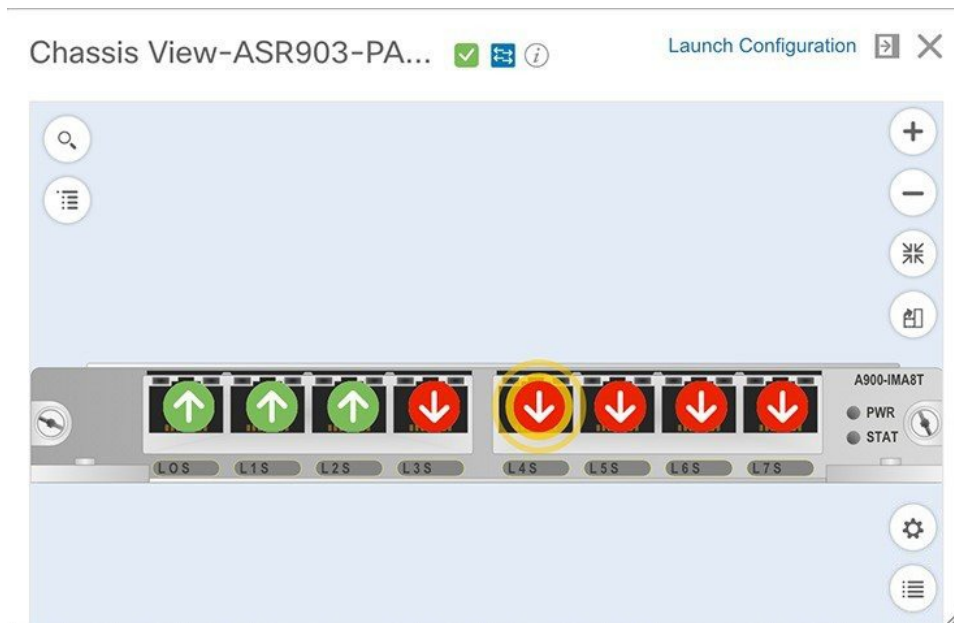 Chassis View-ASR903-PA... Launch Configuration
A900-IMA8T
PWR
STAT
L0S L1S L2S L3S L4S L5S L6S L7S